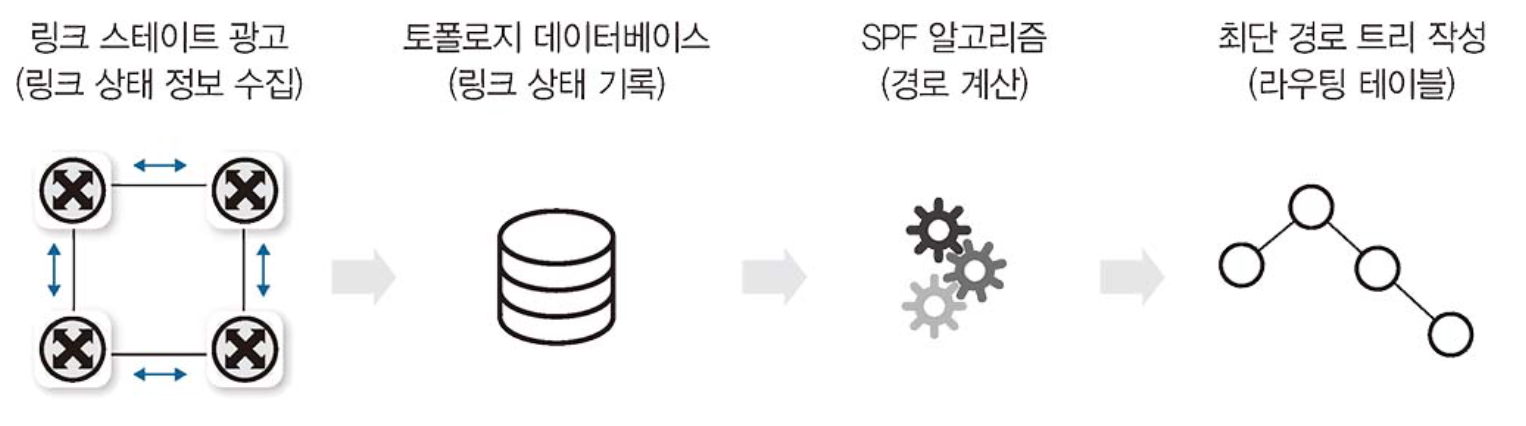 링크 스테이트 광고
(링크 상태 정보 수집)
토폴로지 데이터베이스
(링크 상태 기록)
SPF 알고리즘
(경로 계산)
최단 경로 트리 작성
(라우팅 테이블)